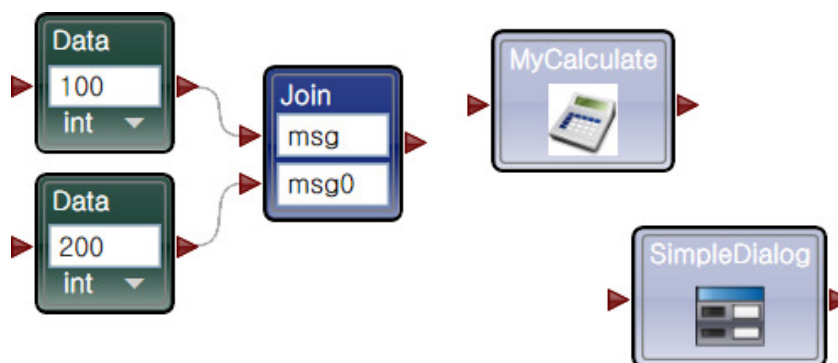 Data
100
int
Data
200
int
Join
msg
msg0
MyCalculate
SimpleDialog